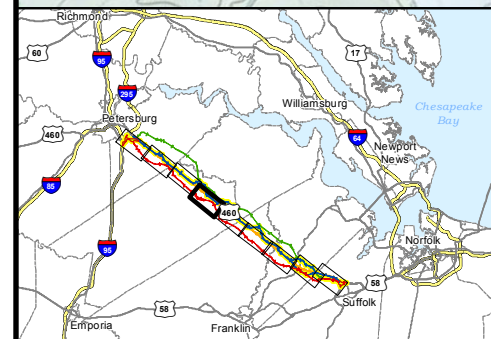 Richmond
60
95
17
295
Williamsburg
Chesapeake
Bay
Petersburg
460
64
Newport
News
85
460
95
Norfolk
58
Suffolk
58
Emporia
Franklin